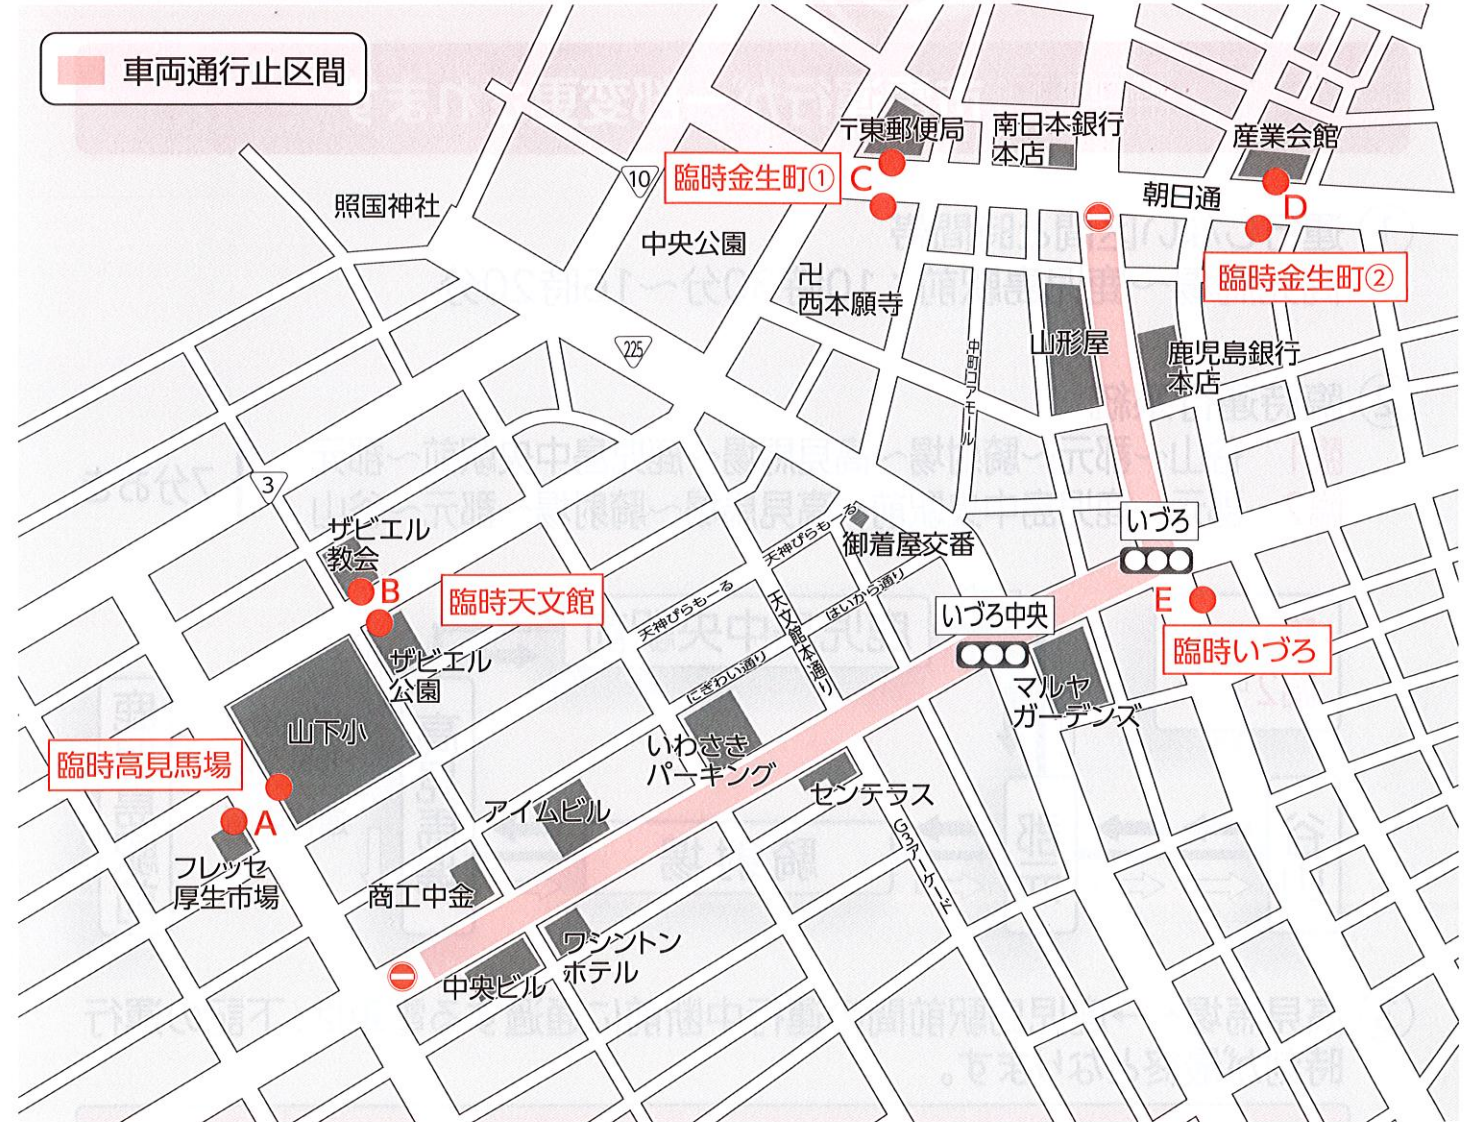 車両通行止区間
〒東郵便局
南日本銀行
本店
産業会館
臨時金生町①
C
10
照国神社
朝日通
D
中央公園
臨時金生町②
卍
西本願寺
225
山形屋
中町コアモール
鹿児島銀行
本店
3
ザビエル
教会
B
臨時天文館
天神ぴらもーる
御着屋交番
いづろ
天神ぴらもーる
はいから通り
天文館本通り
いづろ中央
E
臨時いづろ
ザビエル
公園
にぎわい通り
マルヤ
ガーデンズ
山下小
臨時高見馬場
いわさき
パーキング
センテラス
アイムビル
A
G3アーケード
フレッセ
厚生市場
商工中金
ワシントン
ホテル
中央ビル